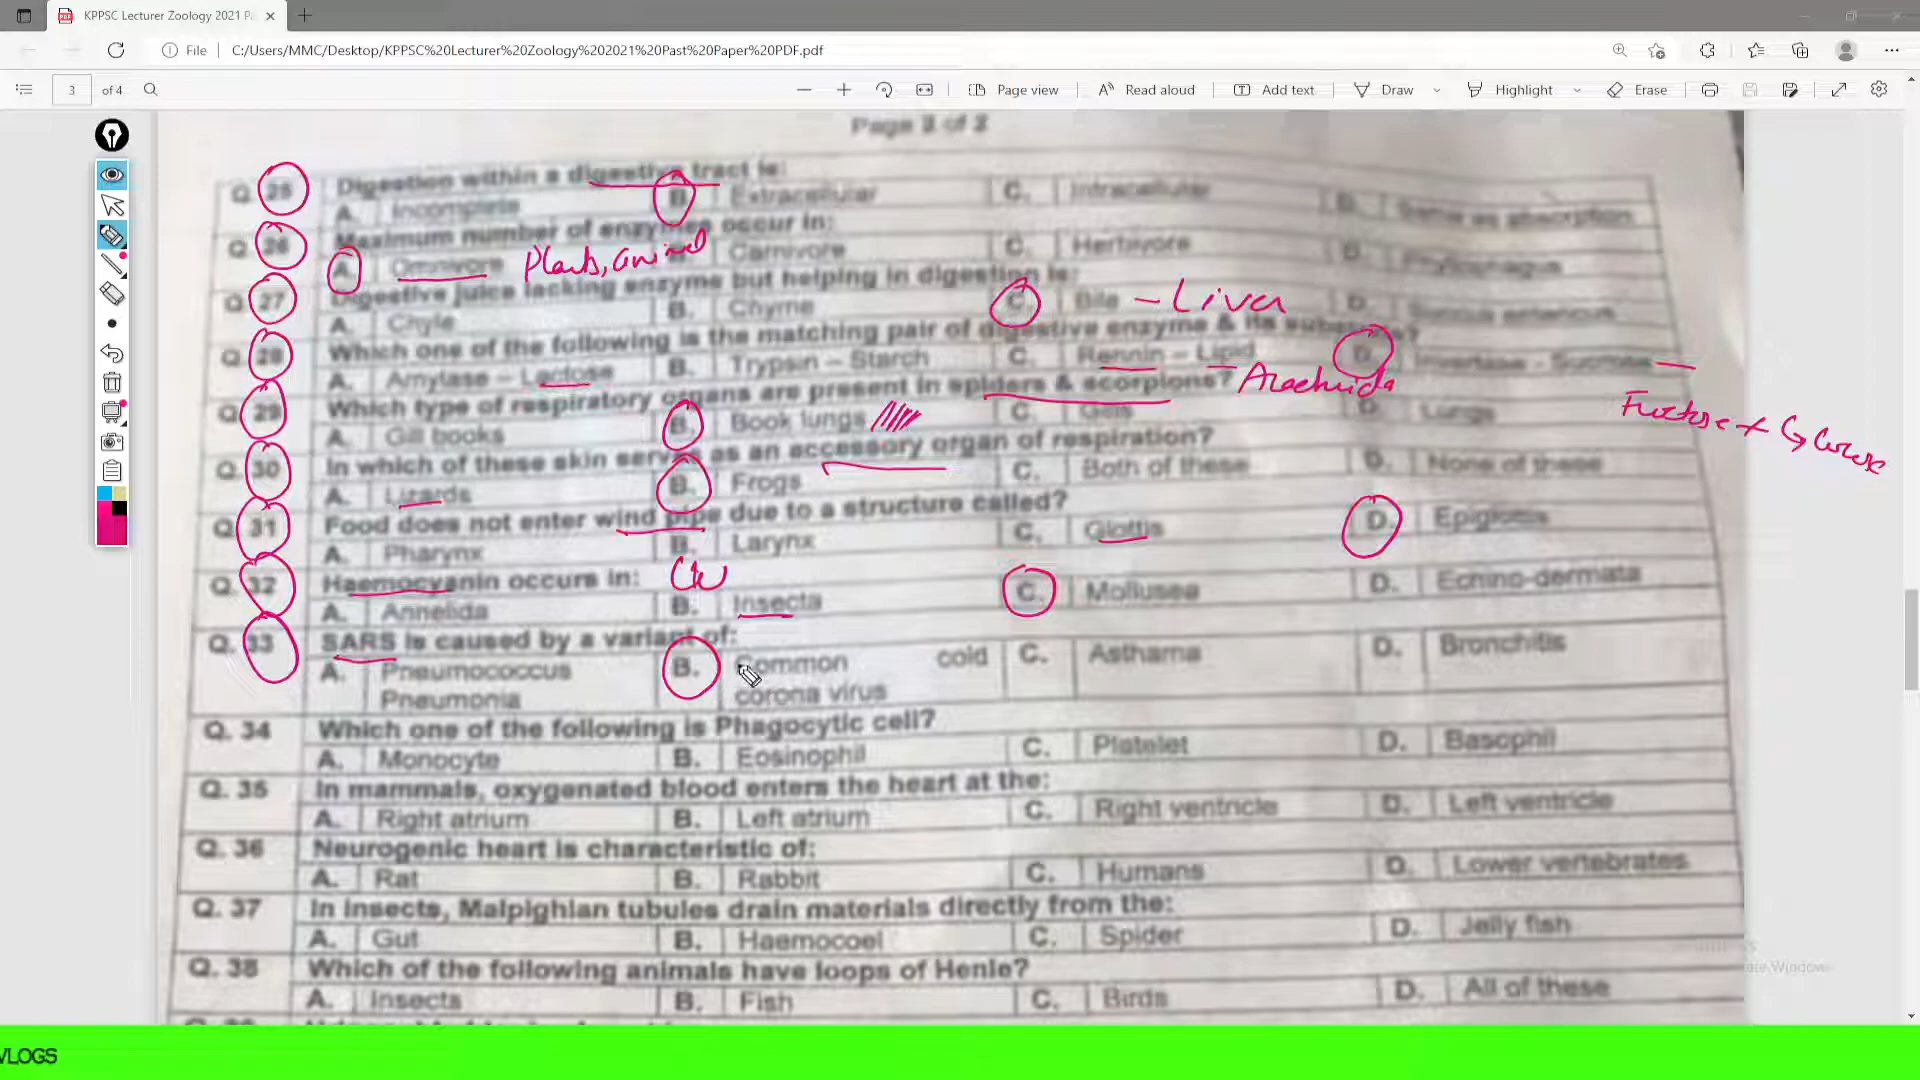 KPPSC Lecturer Zoology 2021 Pa
File C:/Users/MMC/Desktop/KPPSC%20Lecturer%20Zoology%202021%20Past%20Paper%20PDF.pdf
3 of 4 Page view Read aloud Add text Draw Highlight Erase
Page 2 of 2
Q. 25 Digestion within a digestive tract is:
A. Incomplete B. Extracellular C. Intracellular D. Same as absorption
Q. 26 Maximum number of enzymes occur in:
A. Omnivore Plants, animal Carnivore C. Herbivore D. Phytophagus
Q. 27 Digestive juice lacking enzyme but helping in digestion is:
A. Chyle B. Chyme C. Bile – Liver D. Succus entericus
Q. 28 Which one of the following is the matching pair of digestive enzyme & its substrate?
A. Amylase – Lactose B. Trypsin – Starch C. Rennin – Lipid D. Invertase - Sucrose –
Fructose + Glucose
Q. 29 Which type of respiratory organs are present in spiders & scorpions? Arachnida
A. Gill books B. Book lungs C. Gills D. Lungs
Q. 30 In which of these skin serves as an accessory organ of respiration?
A. Lizards B. Frogs C. Both of these D. None of these
Q. 31 Food does not enter wind pipe due to a structure called?
A. Pharynx B. Larynx C. Glottis D. Epiglottis
Q. 32 Haemocyanin occurs in: Cu
A. Annelida B. Insecta C. Mollusca D. Echino-dermata
Q. 33 SARS is caused by a variant of:
A. Pneumococcus B. Common cold C. Asthama D. Bronchitis
Pneumonia corona virus
Q. 34 Which one of the following is Phagocytic cell?
A. Monocyte B. Eosinophil C. Platelet D. Basophil
Q. 35 In mammals, oxygenated blood enters the heart at the:
A. Right atrium B. Left atrium C. Right ventricle D. Left ventricle
Q. 36 Neurogenic heart is characteristic of:
A. Rat B. Rabbit C. Humans D. Lower vertebrates
Q. 37 In insects, Malpighian tubules drain materials directly from the:
A. Gut B. Haemocoel C. Spider D. Jelly fish
Q. 38 Which of the following animals have loops of Henle?
A. Insects B. Fish C. Birds D. All of these
VLOGS